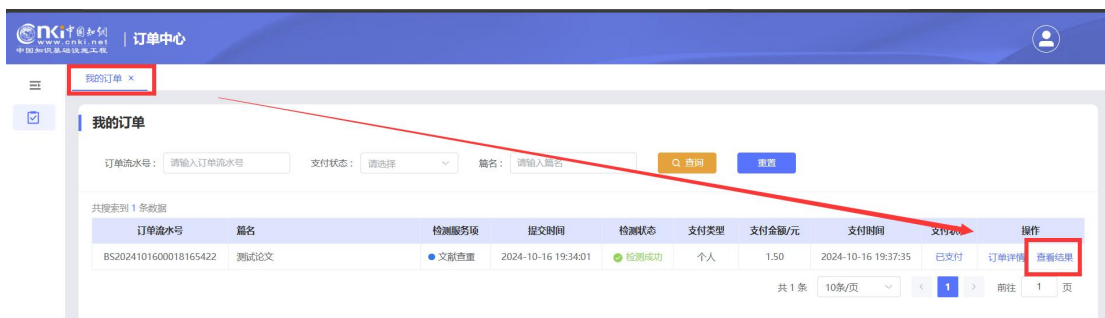 cnki 中国知网
www.cnki.net
中国知识基础设施工程
订单中心
我的订单 ×
我的订单
订单流水号： 请输入订单流水号 支付状态： 请选择 篇名： 请输入篇名 查询 重置
共搜索到 1 条数据
订单流水号 篇名 检测服务项 提交时间 检测状态 支付类型 支付金额/元 支付时间 支付状态 操作
BS2024101600018165422 测试论文 文献查重 2024-10-16 19:34:01 检测成功 个人 1.50 2024-10-16 19:37:35 已支付 订单详情 查看结果
共 1 条 10条/页 < 1 > 前往 1 页